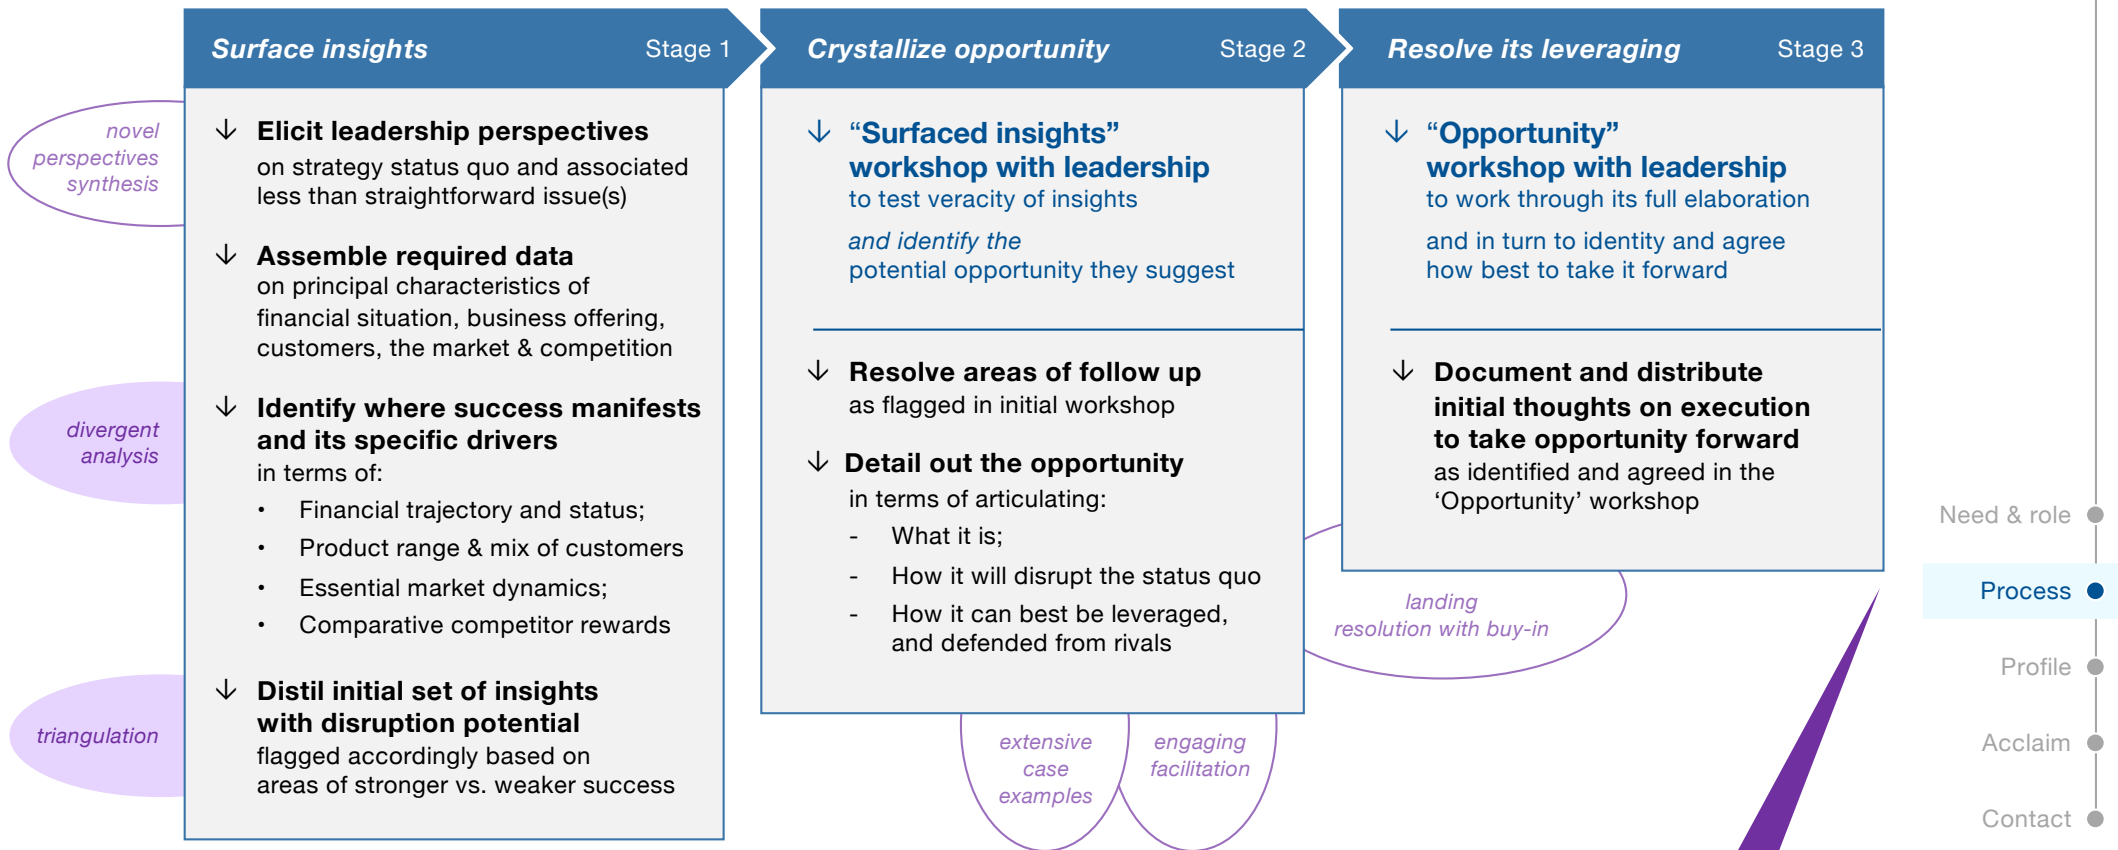 Surface insights Stage 1
novel
perspectives
synthesis
Elicit leadership perspectives
on strategy status quo and associated
less than straightforward issue(s)
Assemble required data
on principal characteristics of
financial situation, business offering,
customers, the market & competition
divergent
analysis
Identify where success manifests
and its specific drivers
in terms of:
• Financial trajectory and status;
• Product range & mix of customers
• Essential market dynamics;
• Comparative competitor rewards
triangulation
Distil initial set of insights
with disruption potential
flagged accordingly based on
areas of stronger vs. weaker success
Crystallize opportunity Stage 2
“Surfaced insights”
workshop with leadership
to test veracity of insights
and identify the
potential opportunity they suggest
Resolve areas of follow up
as flagged in initial workshop
Detail out the opportunity
in terms of articulating:
- What it is;
- How it will disrupt the status quo
- How it can best be leveraged,
and defended from rivals
extensive
case
examples
engaging
facilitation
Resolve its leveraging Stage 3
“Opportunity”
workshop with leadership
to work through its full elaboration
and in turn to identity and agree
how best to take it forward
Document and distribute
initial thoughts on execution
to take opportunity forward
as identified and agreed in the
‘Opportunity’ workshop
landing
resolution with buy-in
Need & role
Process
Profile
Acclaim
Contact